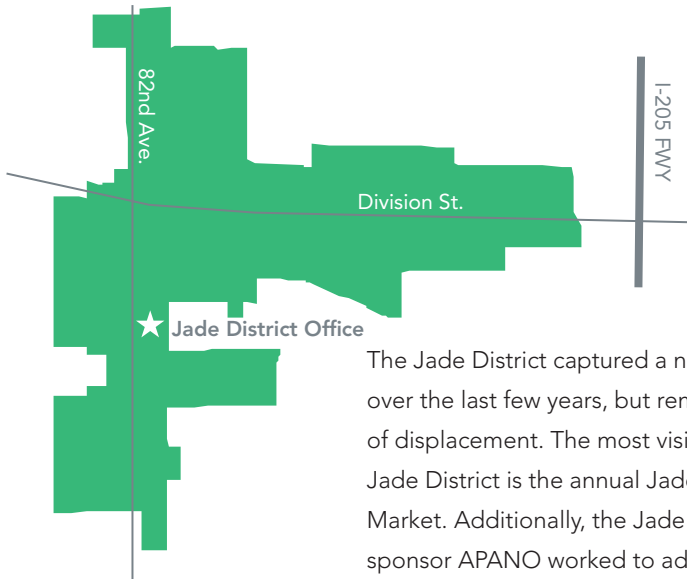 82nd Ave.
I-205 FWY
Division St.
Jade District Office
The Jade District captured a n
over the last few years, but rem
of displacement. The most visi
Jade District is the annual Jade
Market. Additionally, the Jade
sponsor APANO worked to ad